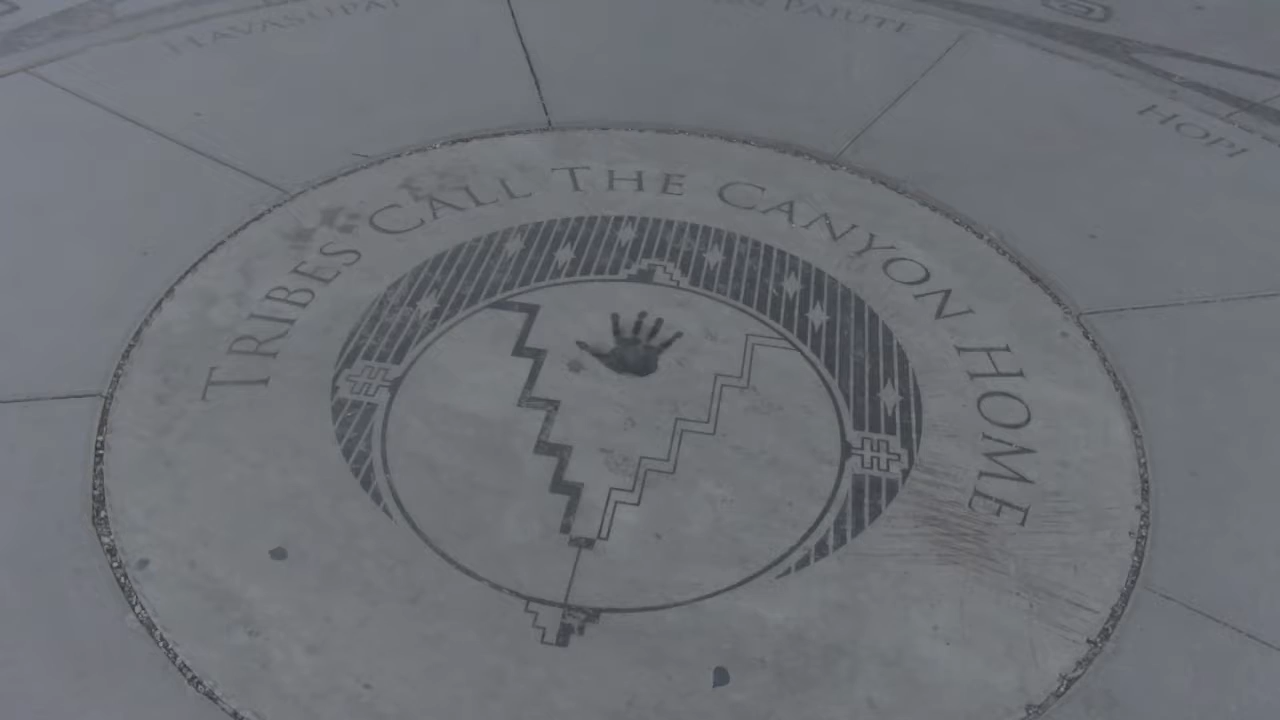 HAVASUPAI
PAIUTE
HOPI
TRIBES CALL THE CANYON HOME